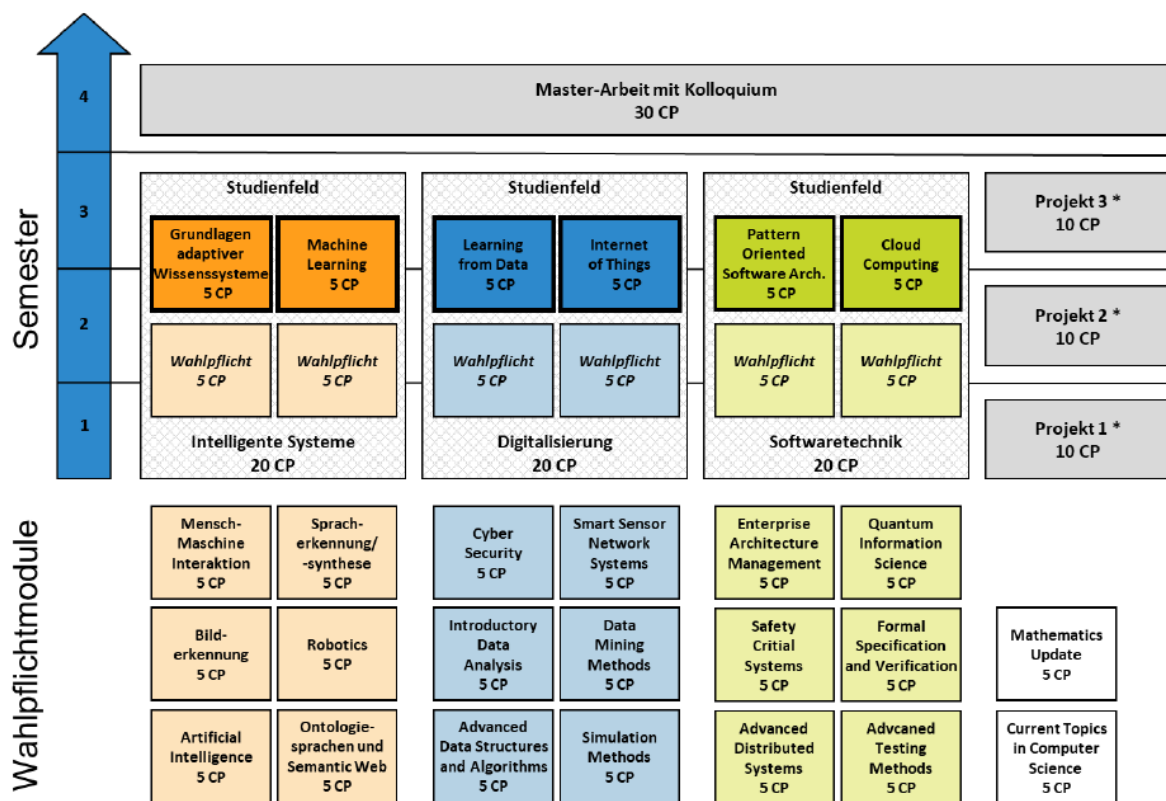 4
Master-Arbeit mit Kolloquium
30 CP
Semester
3
2
1
Studienfeld
Grundlagen
adaptiver
Wissenssysteme
5 CP
Machine
Learning
5 CP
Wahlpflicht
5 CP
Wahlpflicht
5 CP
Intelligente Systeme
20 CP
Studienfeld
Learning
from Data
5 CP
Internet
of Things
5 CP
Wahlpflicht
5 CP
Wahlpflicht
5 CP
Digitalisierung
20 CP
Studienfeld
Pattern
Oriented
Software Arch.
5 CP
Cloud
Computing
5 CP
Wahlpflicht
5 CP
Wahlpflicht
5 CP
Softwaretechnik
20 CP
Projekt 3 *
10 CP
Projekt 2 *
10 CP
Projekt 1 *
10 CP
Wahlpflichtmodule
Mensch-
Maschine
Interaktion
5 CP
Sprach-
erkennung/
-synthese
5 CP
Cyber
Security
5 CP
Smart Sensor
Network
Systems
5 CP
Enterprise
Architecture
Management
5 CP
Quantum
Information
Science
5 CP
Bild-
erkennung
5 CP
Robotics
5 CP
Introductory
Data
Analysis
5 CP
Data
Mining
Methods
5 CP
Safety
Critial
Systems
5 CP
Formal
Specification
and Verification
5 CP
Mathematics
Update
5 CP
Artificial
Intelligence
5 CP
Ontologie-
sprachen und
Semantic Web
5 CP
Advanced
Data Structures
and Algorithms
5 CP
Simulation
Methods
5 CP
Advanced
Distributed
Systems
5 CP
Advcaned
Testing
Methods
5 CP
Current Topics
in Computer
Science
5 CP